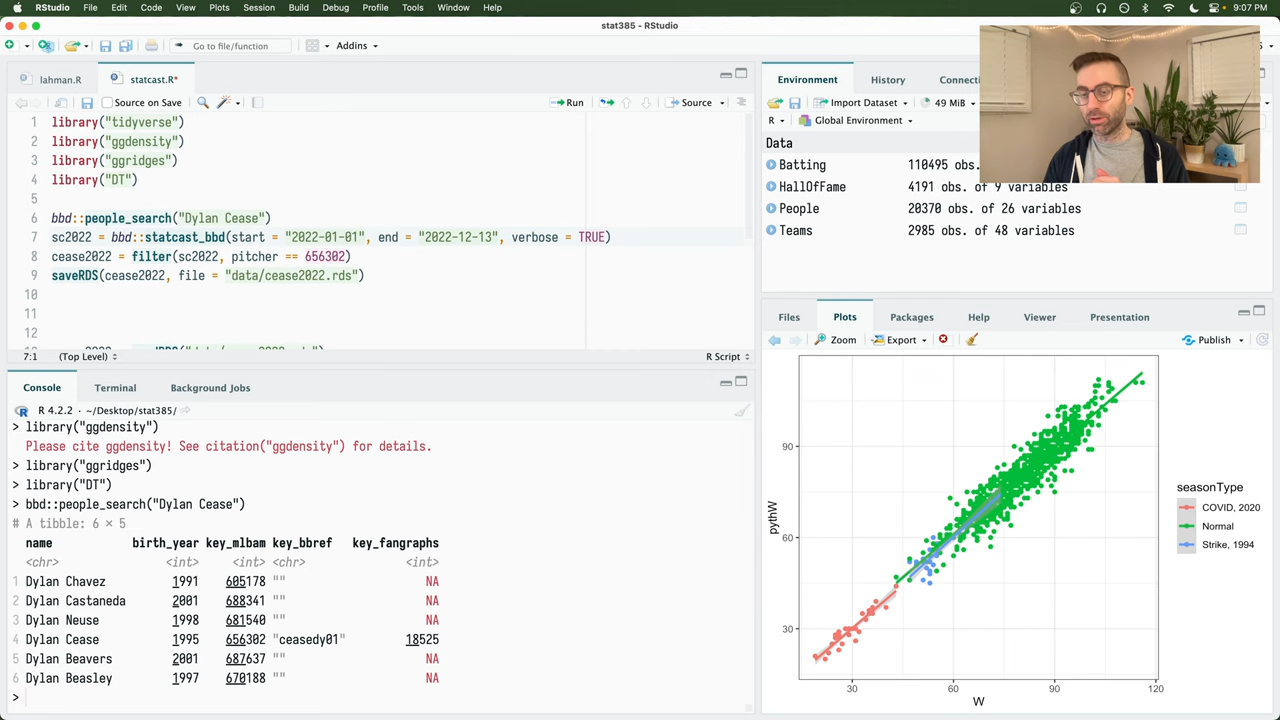 RStudio File Edit Code View Plots Session Build Debug Profile Tools Window Help 9:07 PM
stat385 - RStudio
Go to file/function Addins
lahman.R statcast.R*
Source on Save Run Source
1 library("tidyverse")
2 library("ggdensity")
3 library("ggridges")
4 library("DT")
5
6 bbd::people_search("Dylan Cease")
7 sc2022 = bbd::statcast_bbd(start = "2022-01-01", end = "2022-12-13", verbose = TRUE)
8 cease2022 = filter(sc2022, pitcher == 656302)
9 saveRDS(cease2022, file = "data/cease2022.rds")
10
11
12
7:1 (Top Level) R Script
Console Terminal Background Jobs
R 4.2.2 · ~/Desktop/stat385/
> library("ggdensity")
Please cite ggdensity! See citation("ggdensity") for details.
> library("ggridges")
> library("DT")
> bbd::people_search("Dylan Cease")
# A tibble: 6 × 5
name birth_year key_mlbam key_bbref key_fangraphs
<chr> <int> <int> <chr> <int>
1 Dylan Chavez 1991 605178 "" NA
2 Dylan Castaneda 2001 688341 "" NA
3 Dylan Neuse 1998 681540 "" NA
4 Dylan Cease 1995 656302 "ceasedy01" 18525
5 Dylan Beavers 2001 687637 "" NA
6 Dylan Beasley 1997 670188 "" NA
>
Environment History Connecti
Import Dataset 49 MiB
R Global Environment
Data
Batting 110495 obs.
HallOfFame 4191 obs. of 9 variables
People 20370 obs. of 26 variables
Teams 2985 obs. of 48 variables
Files Plots Packages Help Viewer Presentation
Zoom Export Publish
90
60
30
pythW
30 60 90 120
W
seasonType
COVID, 2020
Normal
Strike, 1994